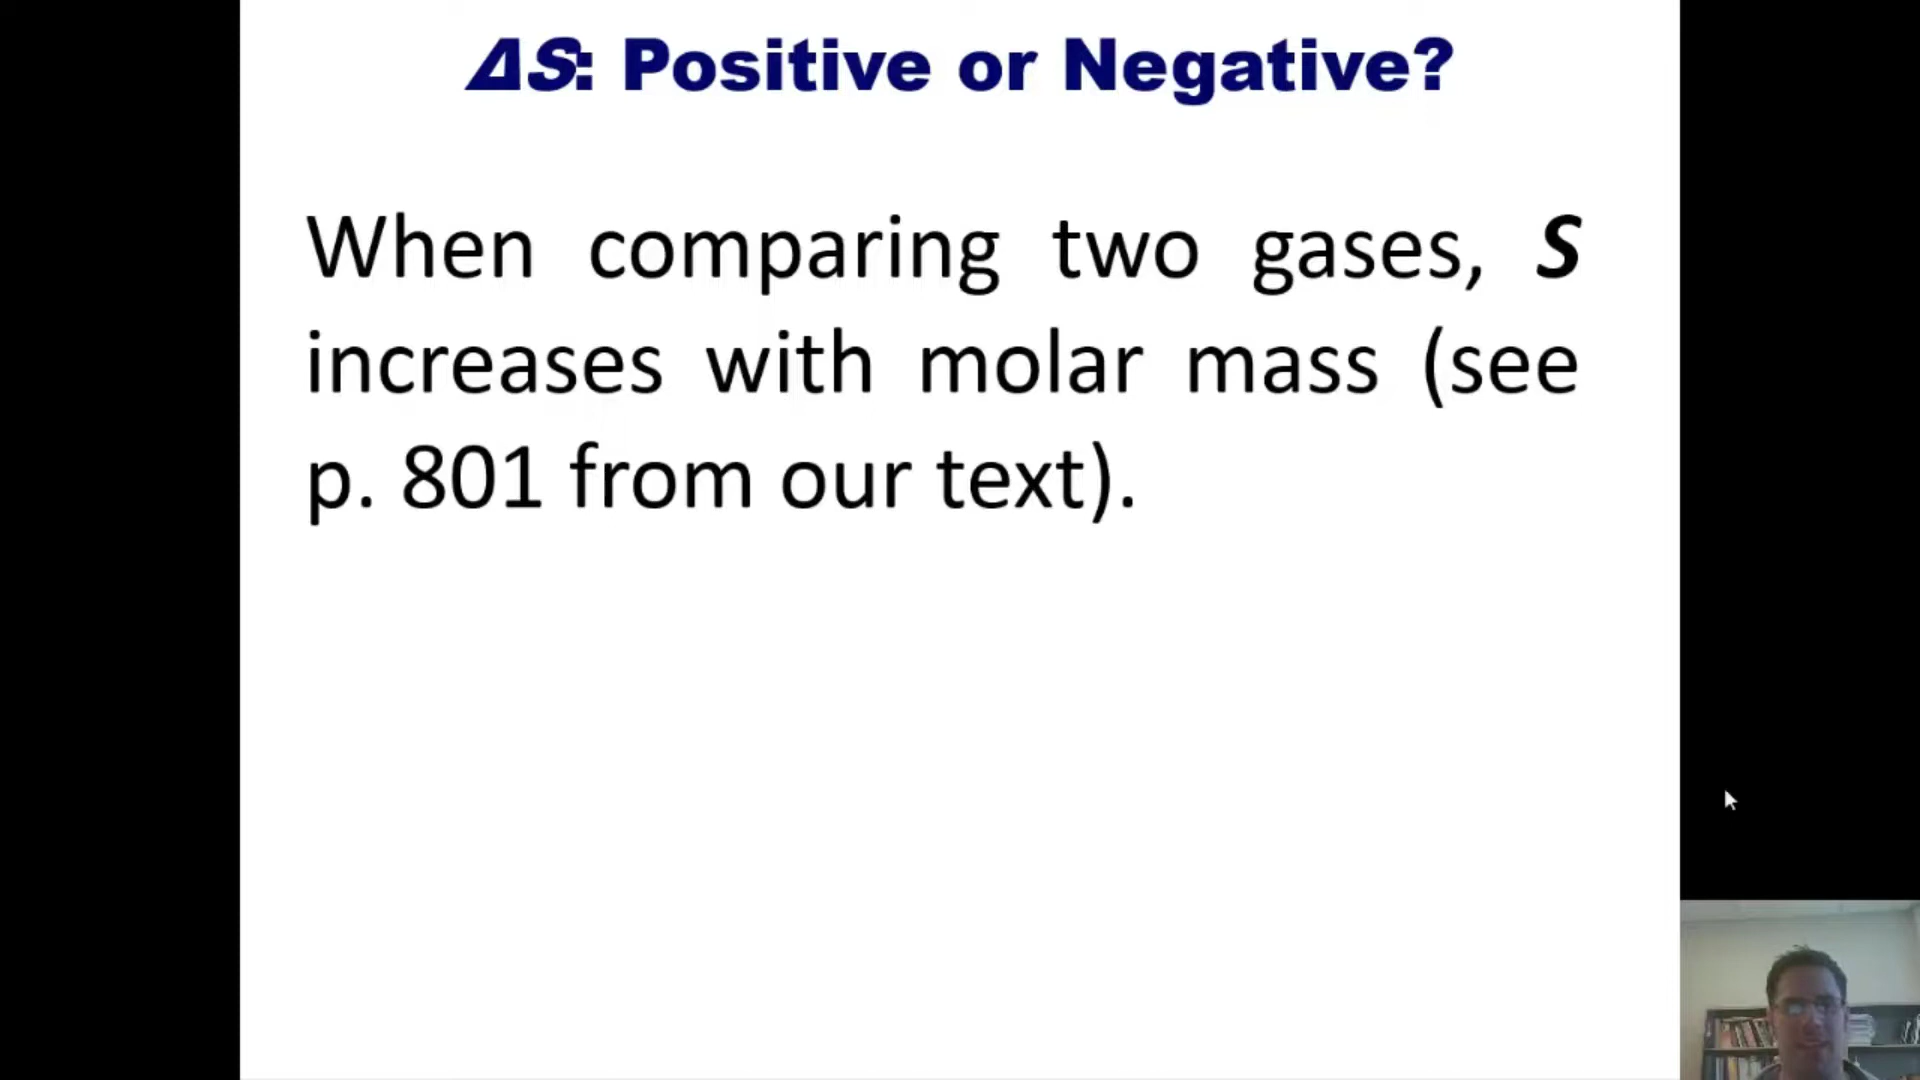 ΔS: Positive or Negative?
When comparing two gases, S
increases with molar mass (see
p. 801 from our text).